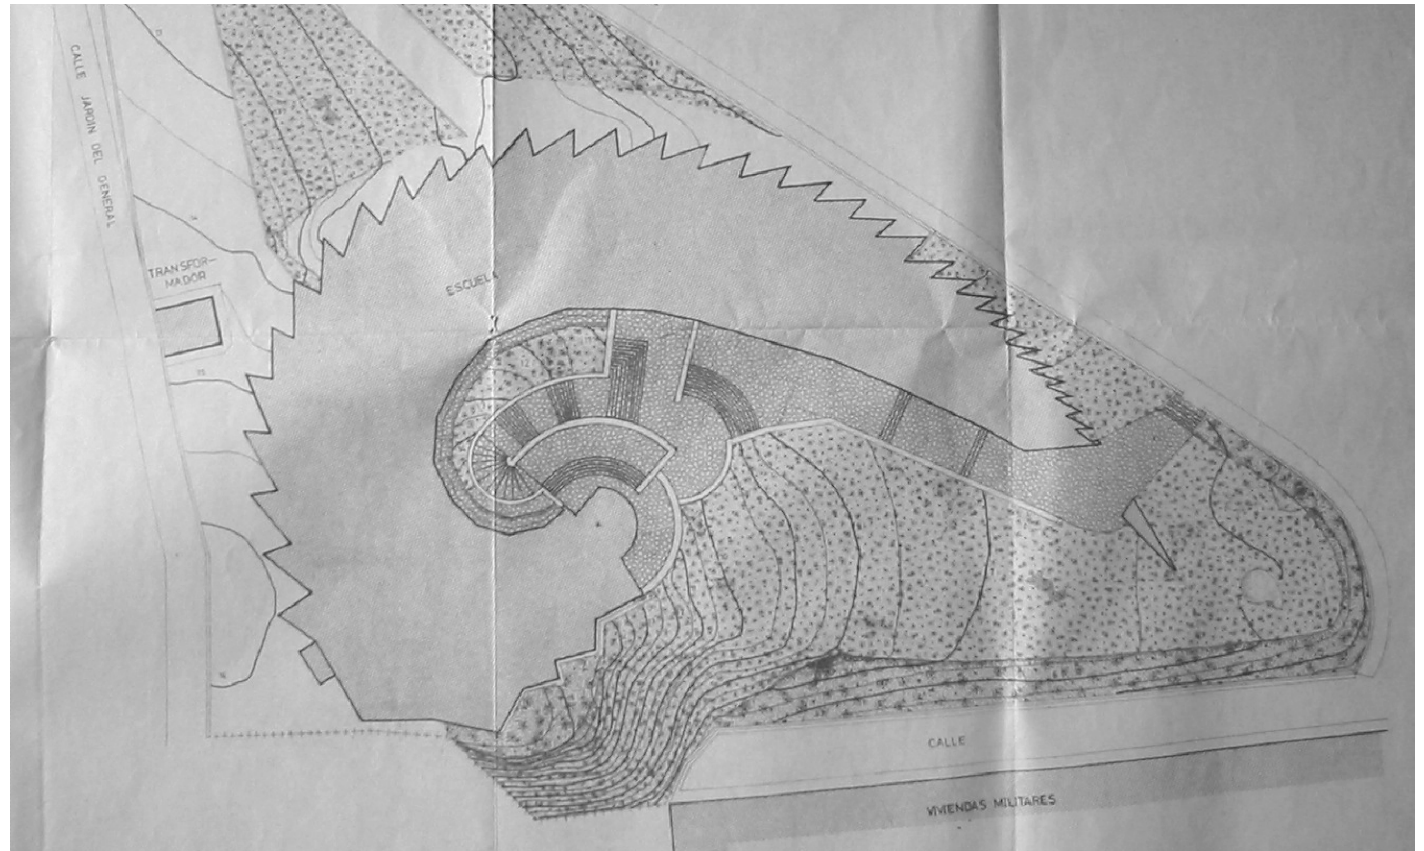 CALLE JARDIN DEL GENERAL
TRANSFOR-
MADOR
ESCUELA
CALLE
VIVIENDAS MILITARES